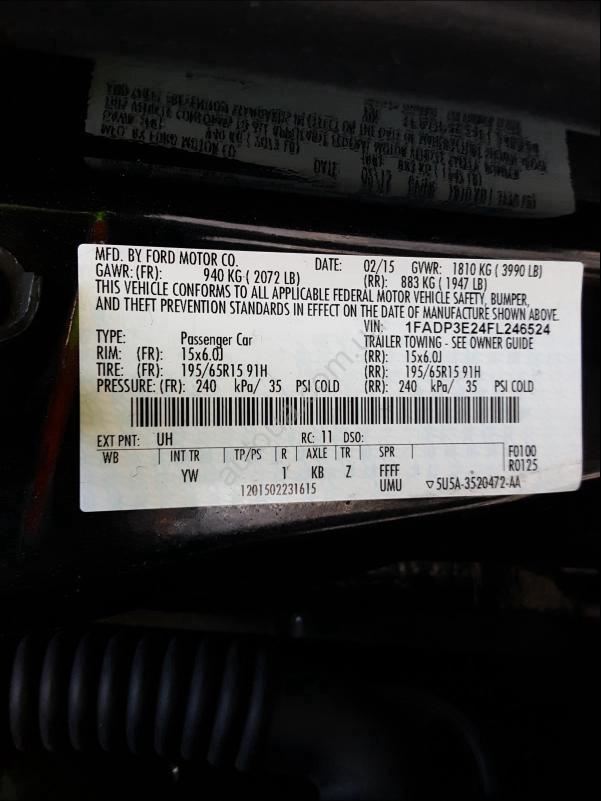 MFD. BY FORD MOTOR CO.
DATE: 02/15 GVWR: 1810 KG ( 3990 LB)
GAWR: (FR): 940 KG ( 2072 LB) (RR): 883 KG ( 1947 LB)
THIS VEHICLE CONFORMS TO ALL APPLICABLE FEDERAL MOTOR VEHICLE SAFETY, BUMPER,
AND THEFT PREVENTION STANDARDS IN EFFECT ON THE DATE OF MANUFACTURE SHOWN ABOVE.
VIN: 1FADP3E24FL246524
TYPE: Passenger Car TRAILER TOWING - SEE OWNER GUIDE
RIM: (FR): 15x6.0J (RR): 15x6.0J
TIRE: (FR): 195/65R15 91H (RR): 195/65R15 91H
PRESSURE: (FR): 240 kPa/ 35 PSI COLD (RR): 240 kPa/ 35 PSI COLD
EXT PNT: UH RC: 11 DSO:
WB INT TR TP/PS R AXLE TR SPR F0100
YW 1 KB Z FFFF R0125
UMU
1201502231615 ▽5U5A-3520472-AA